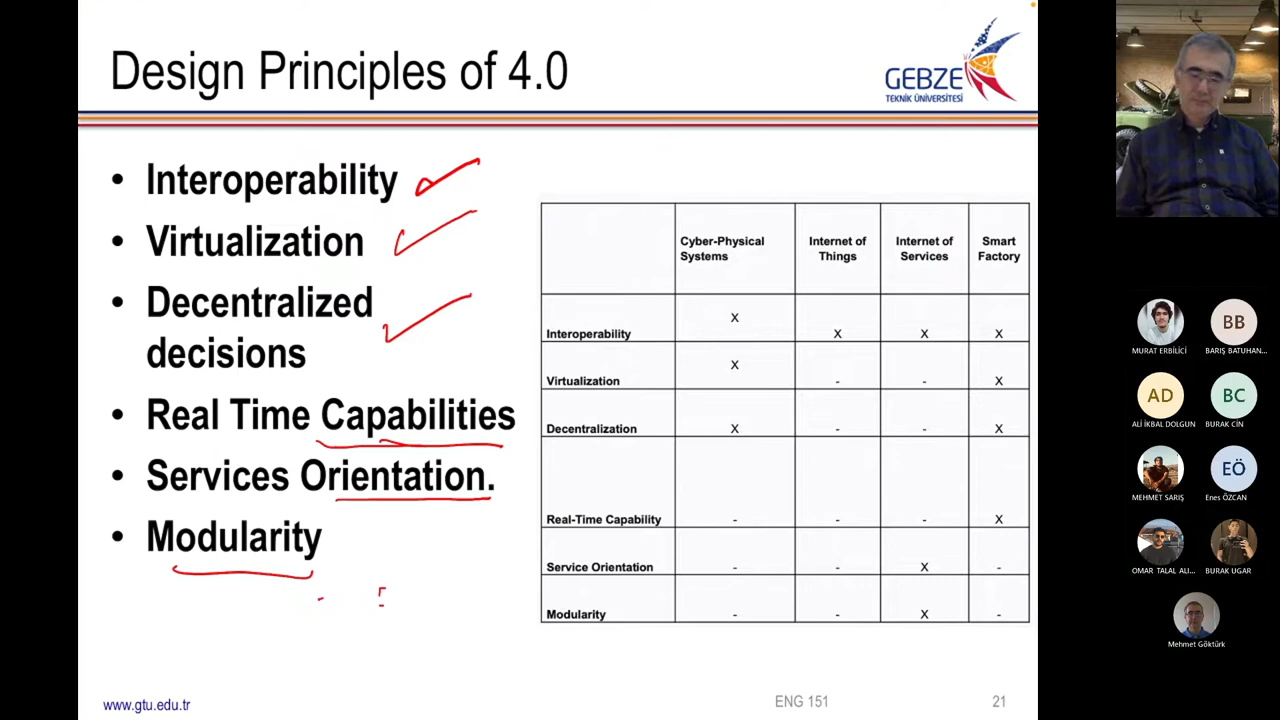 Design Principles of 4.0
GEBZE
TEKNİK ÜNİVERSİTESİ
• Interoperability
• Virtualization
• Decentralized
decisions
• Real Time Capabilities
• Services Orientation.
• Modularity
Cyber-Physical Systems Internet of Things Internet of Services Smart Factory
Interoperability X X X X
Virtualization X - - X
Decentralization X - - X
Real-Time Capability - - - X
Service Orientation - - X -
Modularity - - X -
www.gtu.edu.tr
ENG 151
21
MURAT ERBİLİCİ
BB
BARIŞ BATUHAN...
AD
ALİ İKBAL DOLGUN
BC
BURAK CİN
MEHMET SARIŞ
EÖ
Enes ÖZCAN
OMAR TALAL ALI...
BURAK UGAR
Mehmet Göktürk